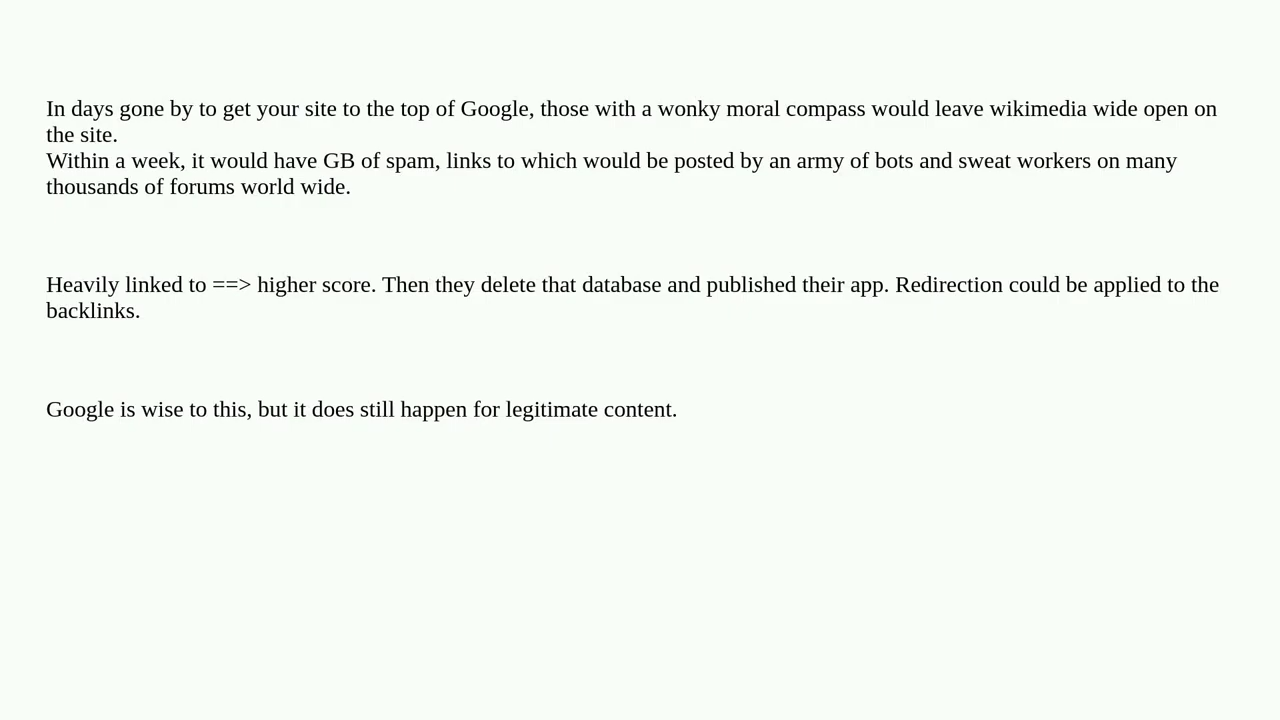 In days gone by to get your site to the top of Google, those with a wonky moral compass would leave wikimedia wide open on
the site.
Within a week, it would have GB of spam, links to which would be posted by an army of bots and sweat workers on many
thousands of forums world wide.
Heavily linked to ==> higher score. Then they delete that database and published their app. Redirection could be applied to the
backlinks.
Google is wise to this, but it does still happen for legitimate content.